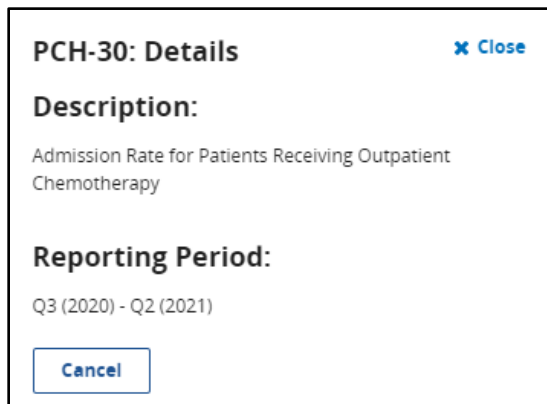 PCH-30: Details
✖ Close
Description:
Admission Rate for Patients Receiving Outpatient
Chemotherapy
Reporting Period:
Q3 (2020) - Q2 (2021)
Cancel